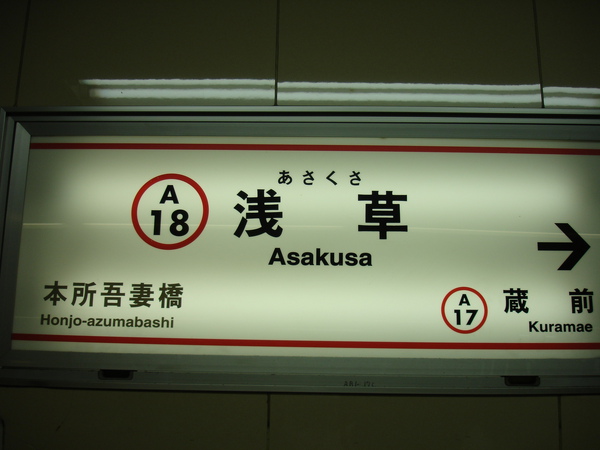 あさくさ
A
18
浅草
Asakusa
→
本所吾妻橋
Honjo-azumabashi
A
17
蔵前
Kuramae